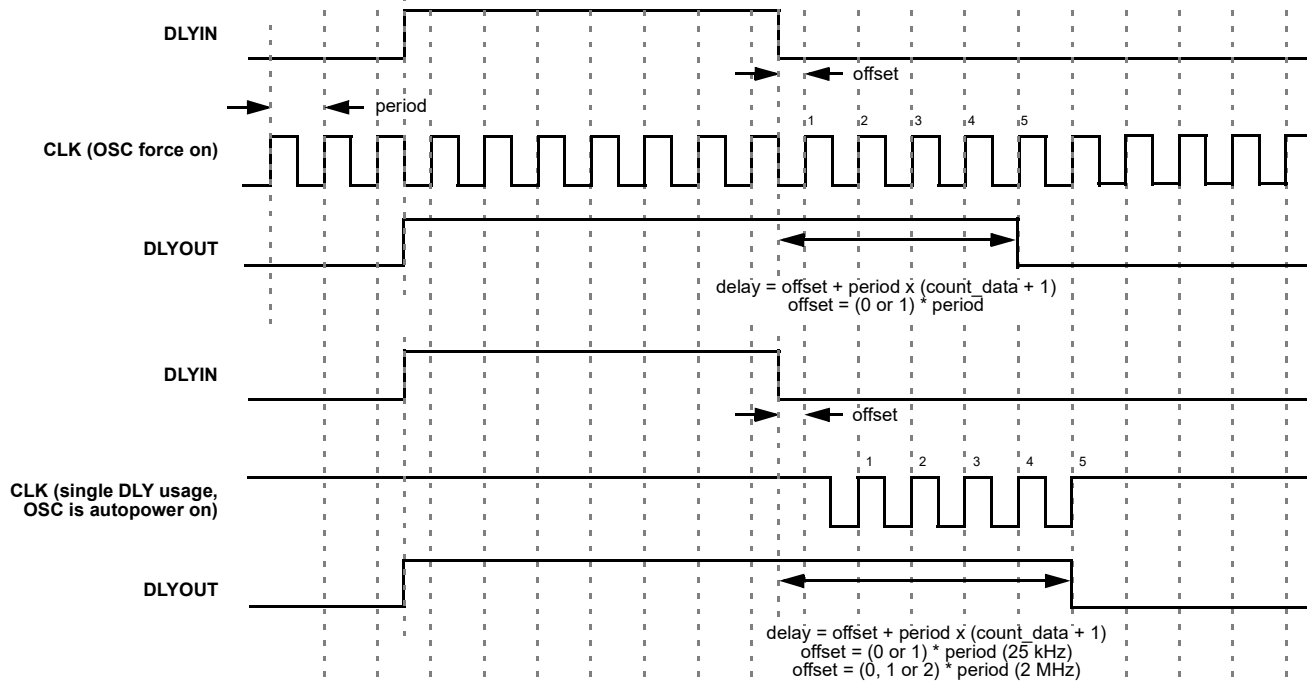 DLYIN
offset
period
1 2 3 4 5
CLK (OSC force on)
DLYOUT
delay = offset + period x (count_data + 1)
offset = (0 or 1) * period
DLYIN
offset
1 2 3 4 5
CLK (single DLY usage,
OSC is autopower on)
DLYOUT
delay = offset + period x (count_data + 1)
offset = (0 or 1) * period (25 kHz)
offset = (0, 1 or 2) * period (2 MHz)